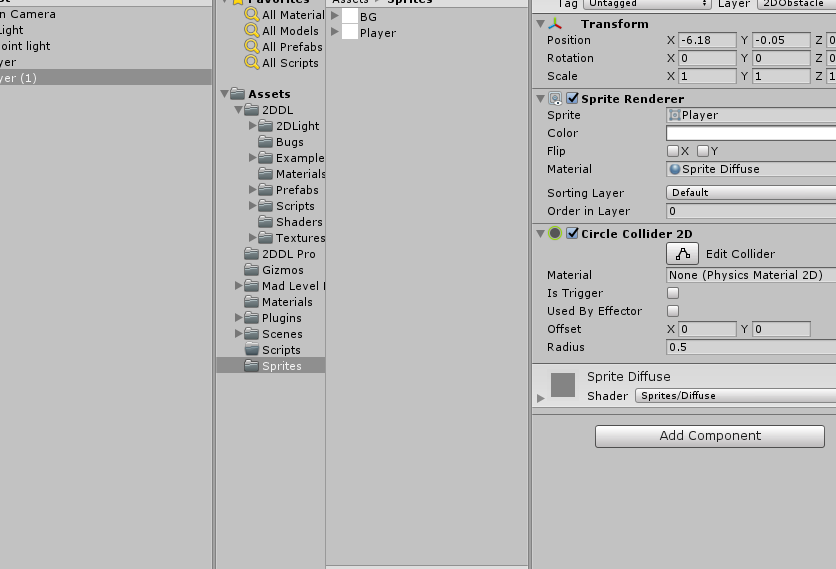 n Camera
Light
oint light
yer
yer (1)
Favorites
All Material
All Models
All Prefabs
All Scripts
Assets
2DDL
2DLight
Bugs
Example
Materials
Prefabs
Scripts
Shaders
Textures
2DDL Pro
Gizmos
Mad Level
Materials
Plugins
Scenes
Scripts
Sprites
Assets Sprites
BG
Player
Tag Untagged Layer 2DObstacle
Transform
Position X -6.18 Y -0.05 Z 0
Rotation X 0 Y 0 Z 0
Scale X 1 Y 1 Z 1
Sprite Renderer
Sprite Player
Color
Flip X Y
Material Sprite Diffuse
Sorting Layer Default
Order in Layer 0
Circle Collider 2D
Edit Collider
Material None (Physics Material 2D)
Is Trigger
Used By Effector
Offset X 0 Y 0
Radius 0.5
Sprite Diffuse
Shader Sprites/Diffuse
Add Component